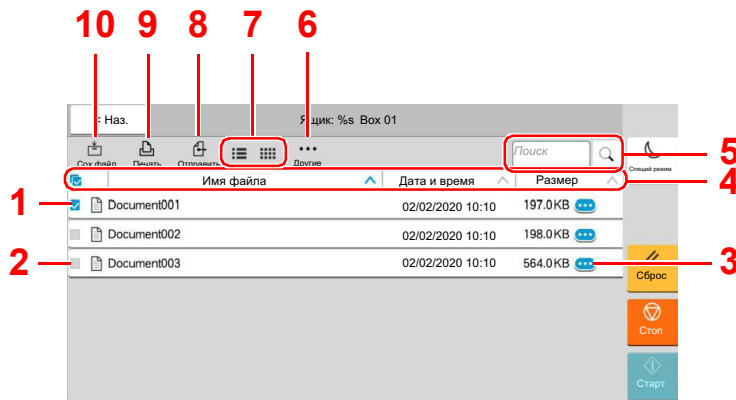 10 9 8 7 6
< Наз. Ящик: %s Box 01
Сох.файл Печать Отправить Другие Поиск 5
Спящий режим
Имя файла Дата и время Размер 4
1 Document001 02/02/2020 10:10 197.0KB
Document002 02/02/2020 10:10 198.0KB
2 Document003 02/02/2020 10:10 564.0KB 3
Сброс
Стоп
Старт